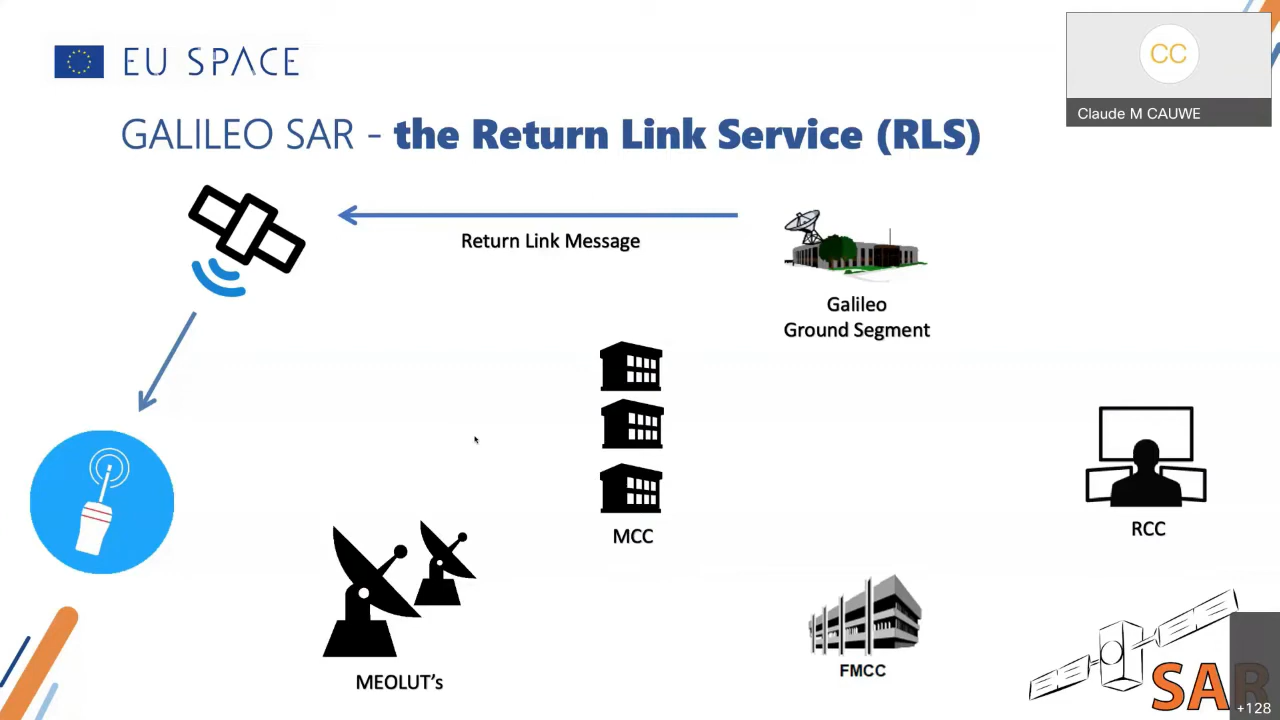 EU SPACE
CC
Claude M CAUWE
GALILEO SAR - the Return Link Service (RLS)
Return Link Message
Galileo
Ground Segment
MCC
RCC
MEOLUT's
FMCC
SAR
+128